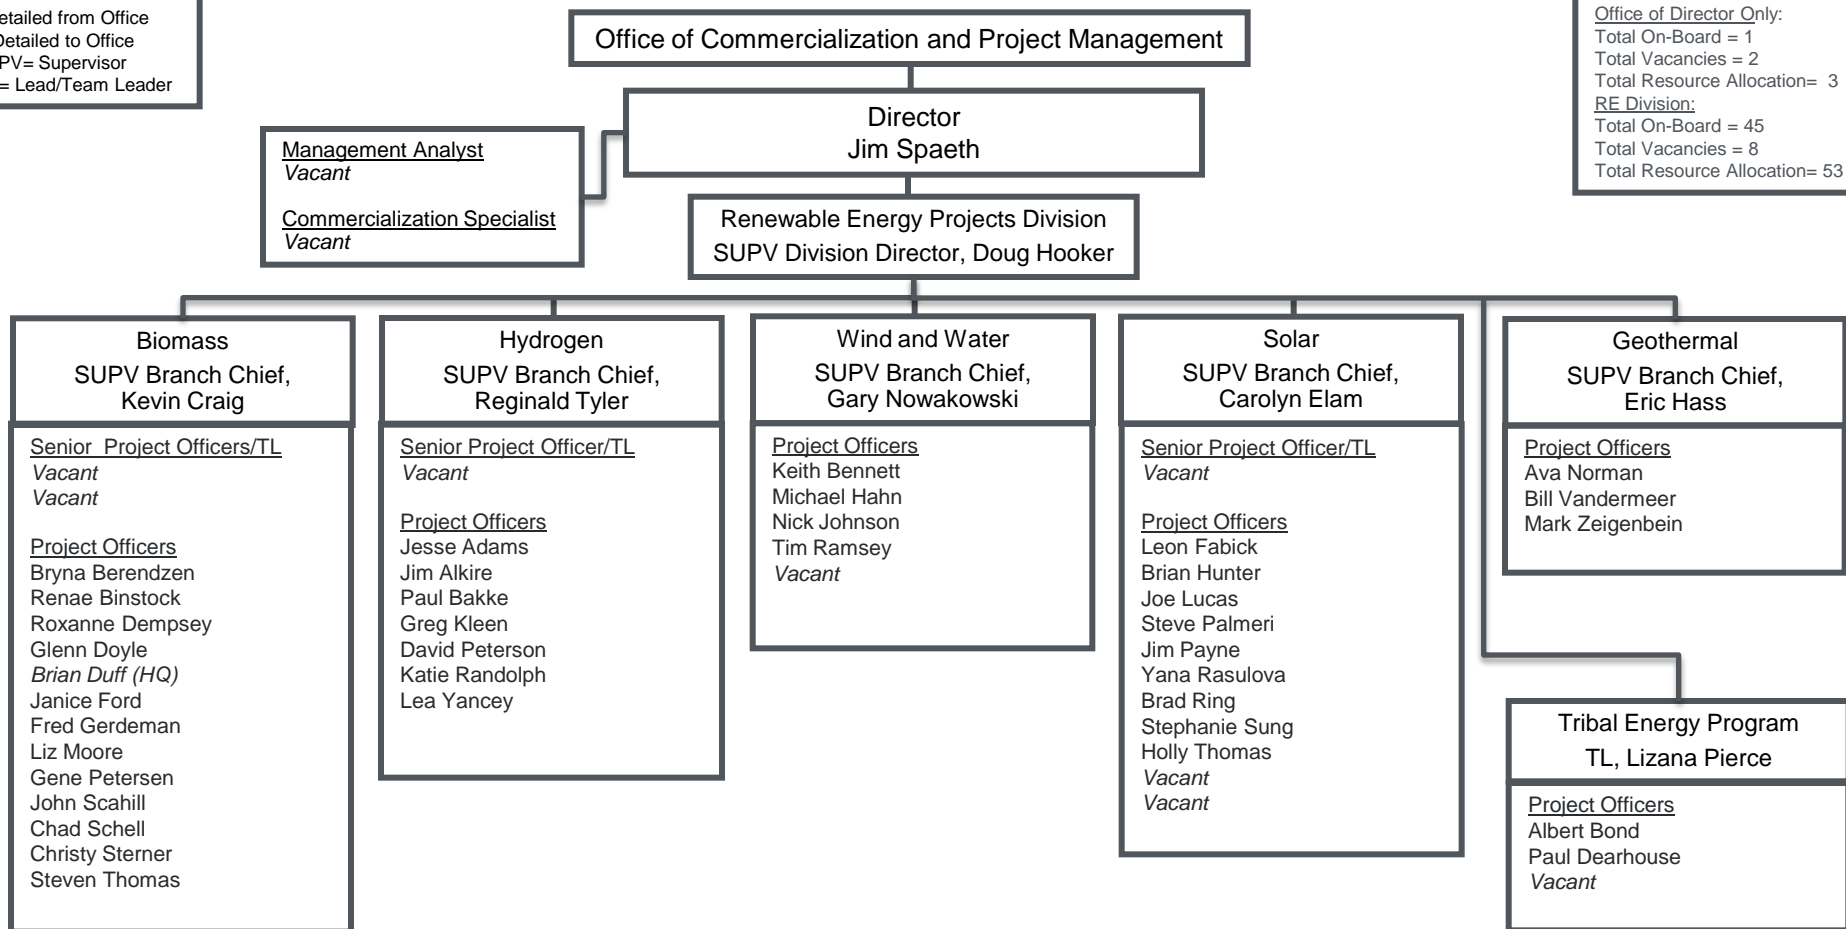 Office
Detailed to Office
= Supervisor
= Lead/Team Leader
Office of Commercialization and Project Management
Office of Director Only:
Total On-Board = 1
Total Vacancies = 2
Total Resource Allocation= 3
RE Division:
Total On-Board = 45
Total Vacancies = 8
Total Resource Allocation= 53
Director
Jim Spaeth
Management Analyst
Vacant
Commercialization Specialist
Vacant
Renewable Energy Projects Division
SUPV Division Director, Doug Hooker
Biomass
SUPV Branch Chief,
Kevin Craig
Senior Project Officers/TL
Vacant
Vacant
Project Officers
Bryna Berendzen
Renae Binstock
Roxanne Dempsey
Glenn Doyle
Brian Duff (HQ)
Janice Ford
Fred Gerdeman
Liz Moore
Gene Petersen
John Scahill
Chad Schell
Christy Sterner
Steven Thomas
Hydrogen
SUPV Branch Chief,
Reginald Tyler
Senior Project Officer/TL
Vacant
Project Officers
Jesse Adams
Jim Alkire
Paul Bakke
Greg Kleen
David Peterson
Katie Randolph
Lea Yancey
Wind and Water
SUPV Branch Chief,
Gary Nowakowski
Project Officers
Keith Bennett
Michael Hahn
Nick Johnson
Tim Ramsey
Vacant
Solar
SUPV Branch Chief,
Carolyn Elam
Senior Project Officer/TL
Vacant
Project Officers
Leon Fabick
Brian Hunter
Joe Lucas
Steve Palmeri
Jim Payne
Yana Rasulova
Brad Ring
Stephanie Sung
Holly Thomas
Vacant
Vacant
Geothermal
SUPV Branch Chief,
Eric Hass
Project Officers
Ava Norman
Bill Vandermeer
Mark Zeigenbein
Tribal Energy Program
TL, Lizana Pierce
Project Officers
Albert Bond
Paul Dearhouse
Vacant